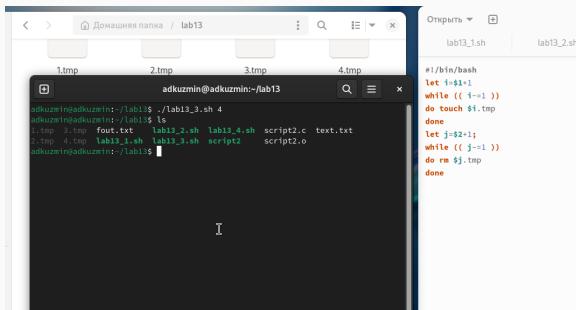 Домашняя папка / lab13
1.tmp 2.tmp 3.tmp 4.tmp
adkuzmin@adkuzmin:~/lab13
adkuzmin@adkuzmin:~/lab13$ ./lab13_3.sh 4
adkuzmin@adkuzmin:~/lab13$ ls
1.tmp 3.tmp fout.txt lab13_2.sh lab13_4.sh script2.c text.txt
2.tmp 4.tmp lab13_1.sh lab13_3.sh script2 script2.o
adkuzmin@adkuzmin:~/lab13$
Открыть
lab13_1.sh lab13_2.sh
#!/bin/bash
let i=$1+1
while (( i-=1 ))
do touch $i.tmp
done
let j=$2+1;
while (( j-=1 ))
do rm $j.tmp
done